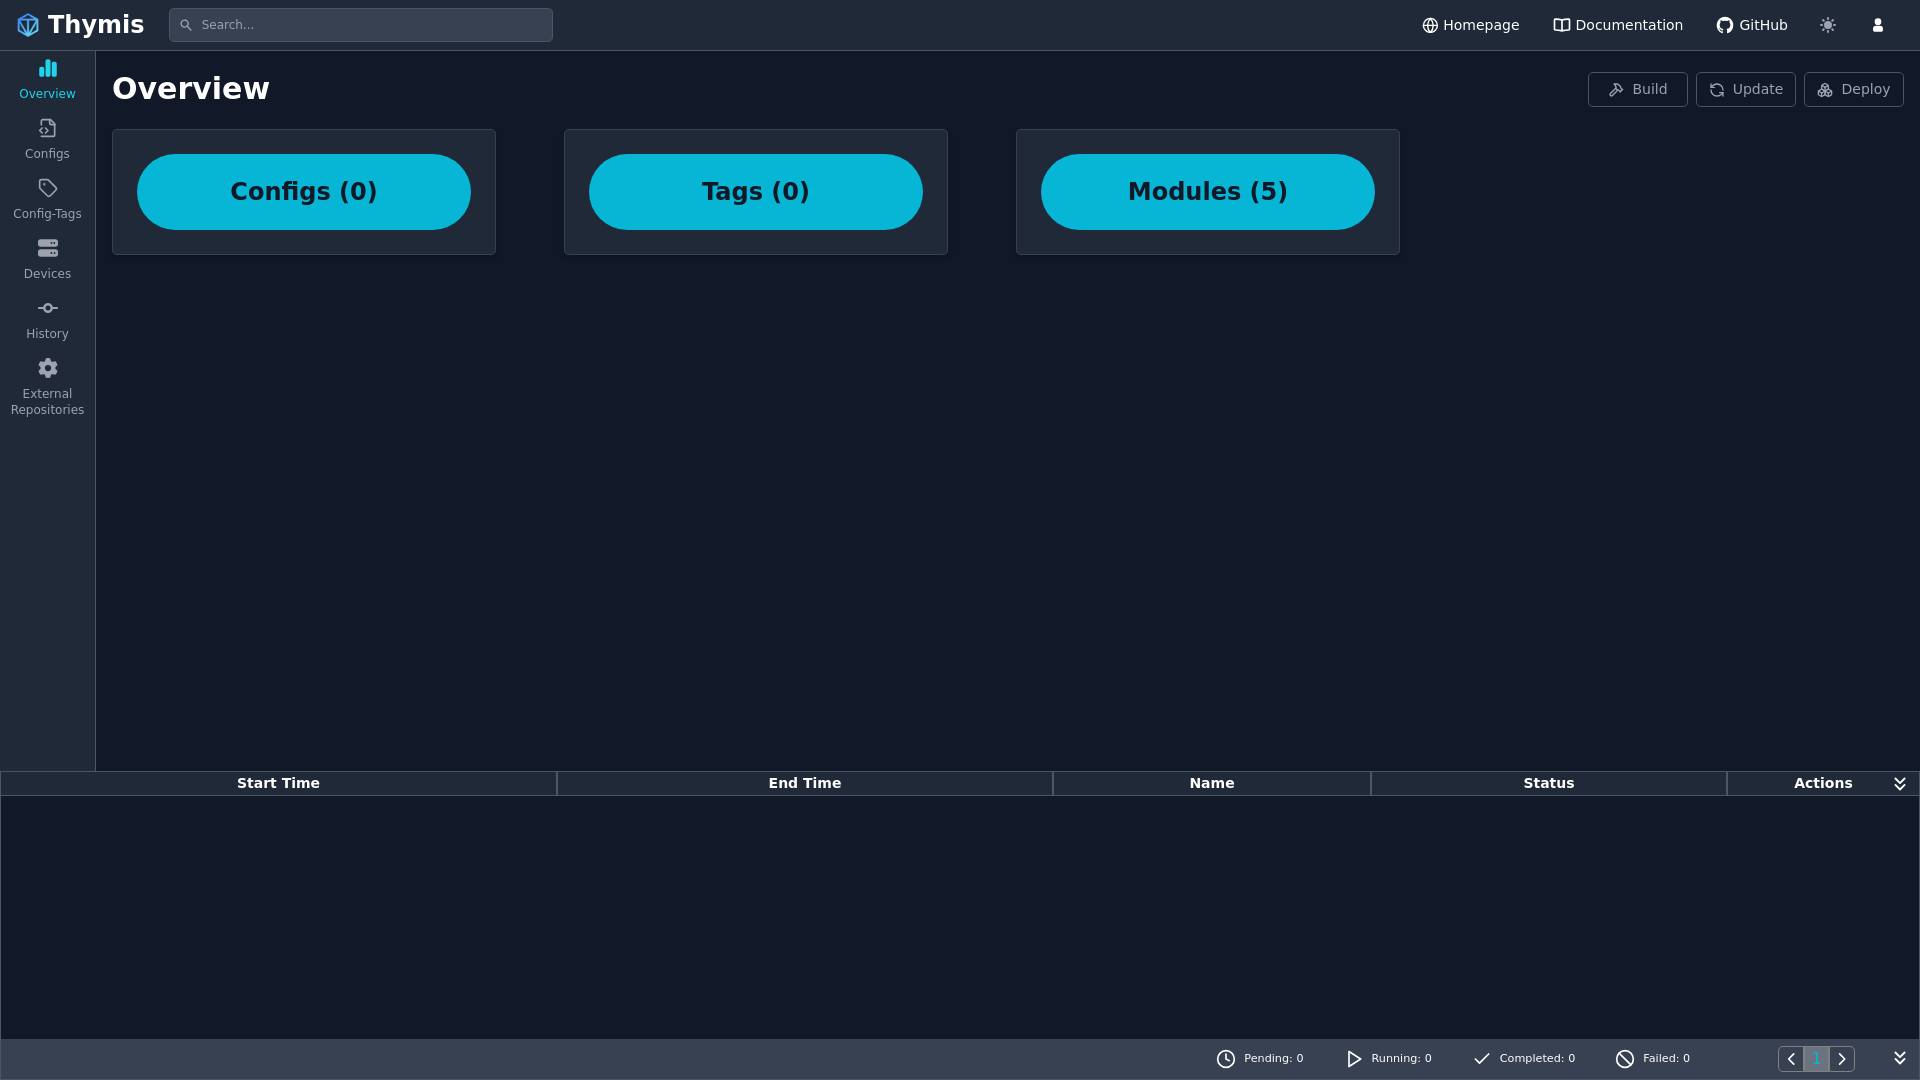 Thymis
Search...
Homepage
Documentation
GitHub
Overview
Configs
Config-Tags
Devices
History
External
Repositories
Overview
Build
Update
Deploy
Configs (0)
Tags (0)
Modules (5)
Start Time
End Time
Name
Status
Actions
Pending: 0
Running: 0
Completed: 0
Failed: 0
1